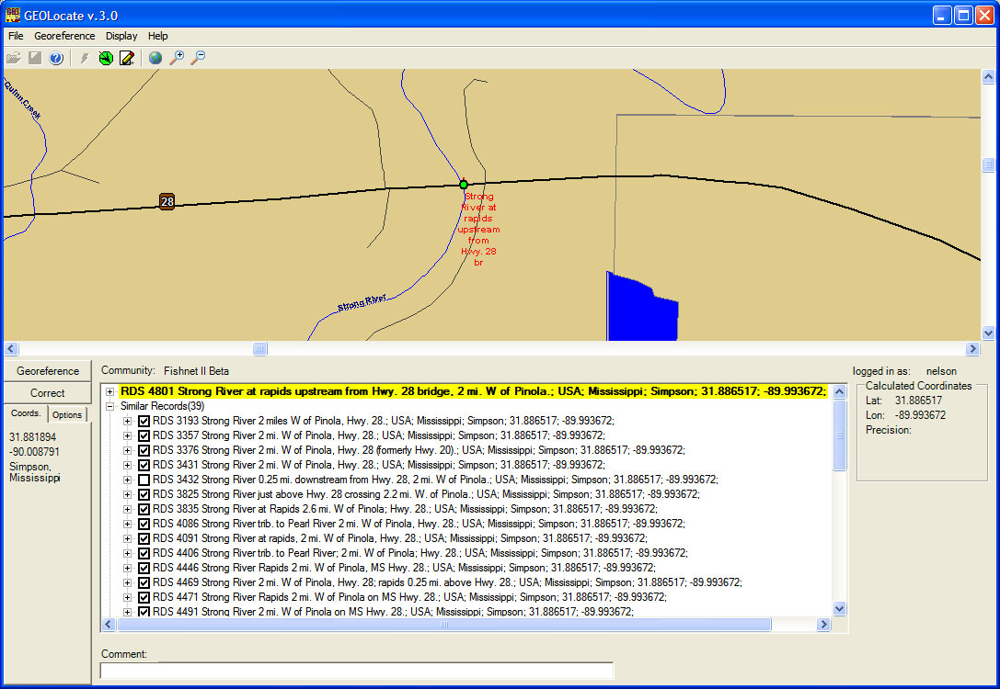 GEOLocate v.3.0
File Georeference Display Help
Quinn Creek
28
Strong
River at
rapids
upstream
from
Hwy. 28
br
Strong River
Georeference
Correct
Coords. Options
31.881894
-90.008791
Simpson,
Mississippi
Community: Fishnet II Beta
RDS 4801 Strong River at rapids upstream from Hwy. 28 bridge, 2 mi. W of Pinola.; USA; Mississippi; Simpson; 31.886517; -89.993672;
Similar Records(39)
RDS 3193 Strong River 2 miles W of Pinola, Hwy. 28.; USA; Mississippi; Simpson; 31.886517; -89.993672;
RDS 3357 Strong River 2 mi. W of Pinola, Hwy. 28.; USA; Mississippi; Simpson; 31.886517; -89.993672;
RDS 3376 Strong River 2 mi. W of Pinola, Hwy. 28 (formerly Hwy. 20).; USA; Mississippi; Simpson; 31.886517; -89.993672;
RDS 3431 Strong River 2 mi. W of Pinola, Hwy. 28.; USA; Mississippi; Simpson; 31.886517; -89.993672;
RDS 3432 Strong River 0.25 mi. downstream from Hwy. 28, 2 mi. W of Pinola.; USA; Mississippi; Simpson; 31.886517; -89.993672;
RDS 3825 Strong River just above Hwy. 28 crossing 2.2 mi. W of Pinola.; USA; Mississippi; Simpson; 31.886517; -89.993672;
RDS 3835 Strong River at Rapids 2.6 mi. W of Pinola; Hwy. 28.; USA; Mississippi; Simpson; 31.886517; -89.993672;
RDS 4086 Strong River trib. to Pearl River 2 mi. W of Pinola, Hwy. 28.; USA; Mississippi; Simpson; 31.886517; -89.993672;
RDS 4091 Strong River at rapids, 2 mi. W of Pinola, Hwy. 28.; USA; Mississippi; Simpson; 31.886517; -89.993672;
RDS 4406 Strong River trib. to Pearl River; 2 mi. W of Pinola; Hwy. 28.; USA; Mississippi; Simpson; 31.886517; -89.993672;
RDS 4446 Strong River Rapids 2 mi. W of Pinola, MS Hwy. 28.; USA; Mississippi; Simpson; 31.886517; -89.993672;
RDS 4469 Strong River 2 mi. W of Pinola, Hwy. 28; rapids 0.25 mi. above Hwy. 28.; USA; Mississippi; Simpson; 31.886517; -89.993672;
RDS 4471 Strong River Rapids 2 mi. W of Pinola on MS Hwy. 28.; USA; Mississippi; Simpson; 31.886517; -89.993672;
RDS 4491 Strong River 2 mi. W of Pinola on MS Hwy. 28.; USA; Mississippi; Simpson; 31.886517; -89.993672;
logged in as: nelson
Calculated Coordinates
Lat: 31.886517
Lon: -89.993672
Precision:
Comment: